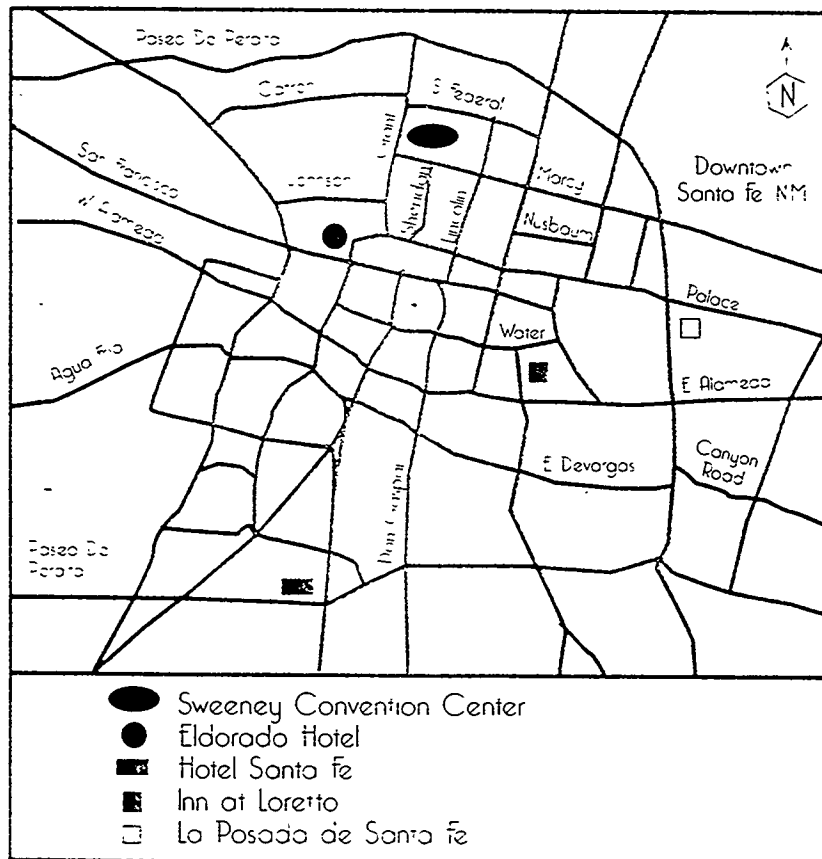 Paseo De Peralta
Catron
S Federal
N
Grant
San Francisco
Marcy
Downtown
Santa Fe NM
Johnson
Sheridan
Lincoln
W Alameda
Nusbaum
Palace
Water
Agua Fria
E Alameda
E Devargas
Canyon
Road
Don Gaspar
Paseo De
Peralta
Sweeney Convention Center
Eldorado Hotel
Hotel Santa Fe
Inn at Loretto
La Posada de Santa Fe